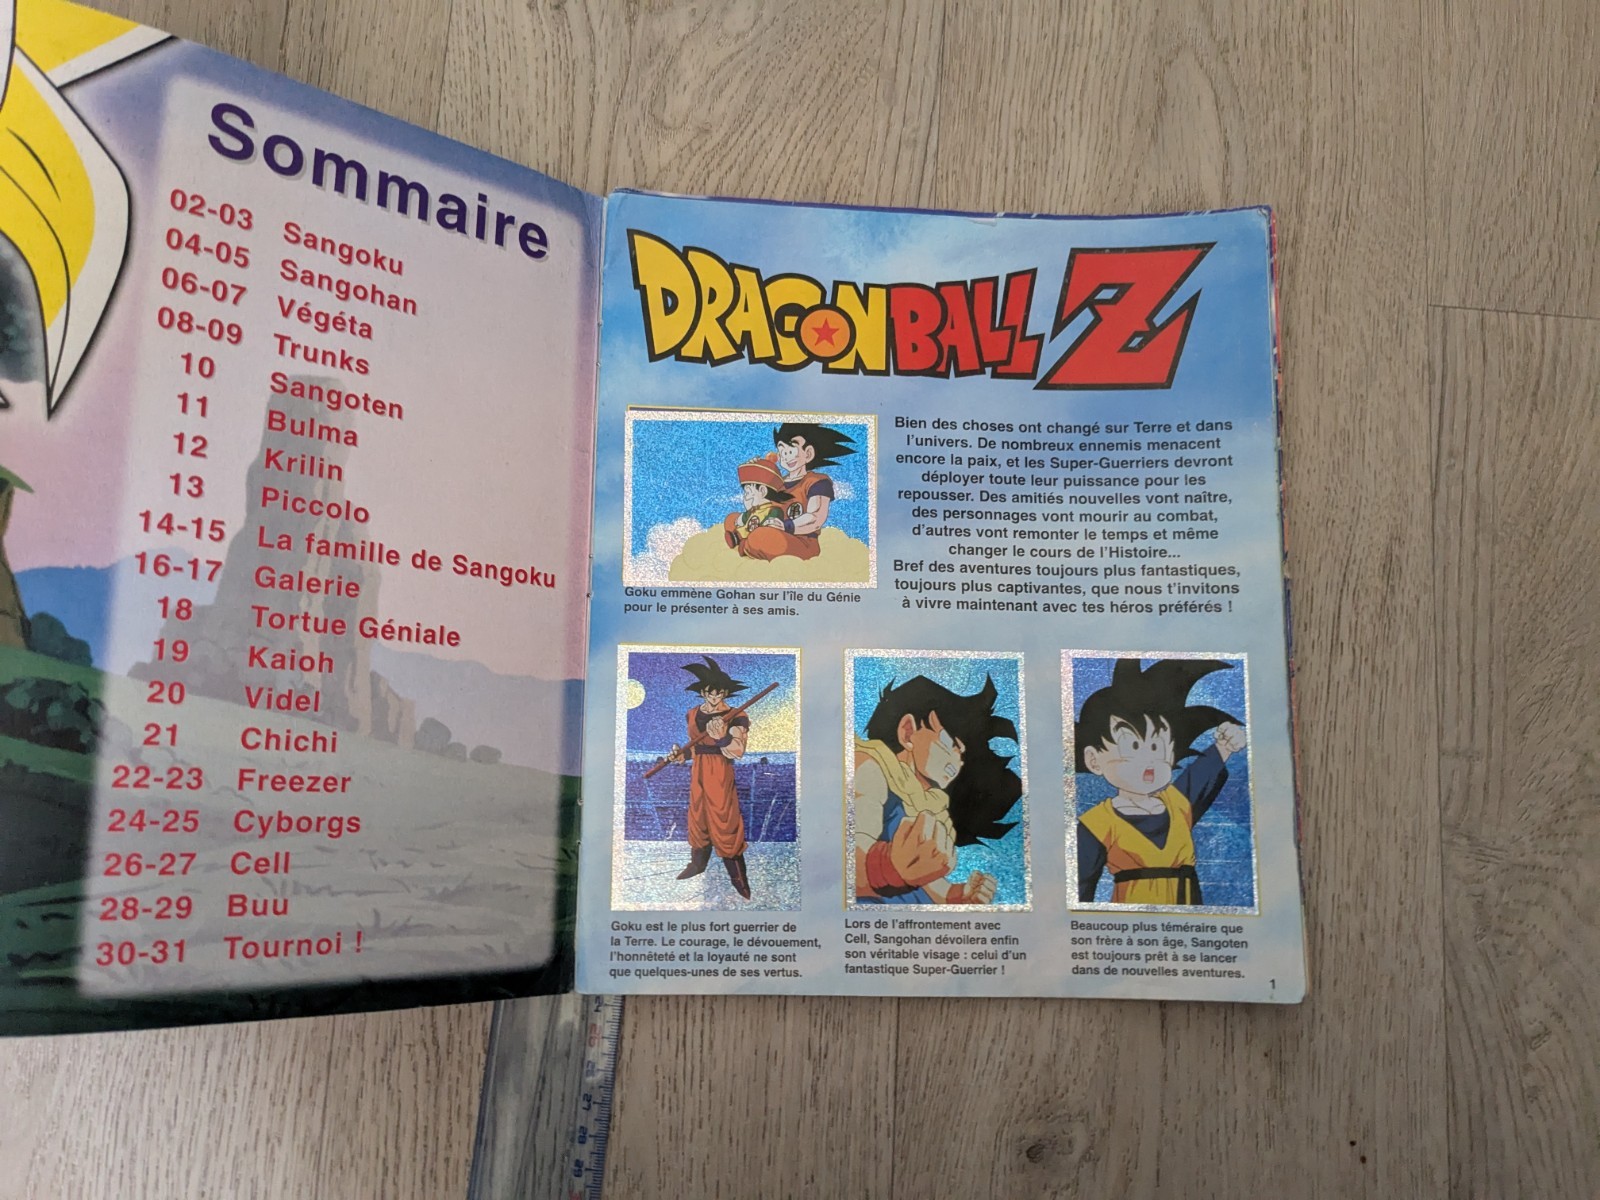 Sommaire
02-03 Sangoku
04-05 Sangohan
06-07 Végéta
08-09 Trunks
10 Sangoten
11 Bulma
12 Krilin
13 Piccolo
14-15 La famille de Sangoku
16-17 Galerie
18 Tortue Géniale
19 Kaioh
20 Videl
21 Chichi
22-23 Freezer
24-25 Cyborgs
26-27 Cell
28-29 Buu
30-31 Tournoi !
DRAGON BALL Z
Bien des choses ont changé sur Terre et dans
l'univers. De nombreux ennemis menacent
encore la paix, et les Super-Guerriers devront
déployer toute leur puissance pour les
repousser. Des amitiés nouvelles vont naître,
des personnages vont mourir au combat,
d'autres vont remonter le temps et même
changer le cours de l'Histoire...
Bref des aventures toujours plus fantastiques,
toujours plus captivantes, que nous t'invitons
à vivre maintenant avec tes héros préférés !
Goku emmène Gohan sur l'île du Génie
pour le présenter à ses amis.
Goku est le plus fort guerrier de
la Terre. Le courage, le dévouement,
l'honnêteté et la loyauté ne sont
que quelques-unes de ses vertus.
Lors de l'affrontement avec
Cell, Sangohan dévoilera enfin
son véritable visage : celui d'un
fantastique Super-Guerrier !
Beaucoup plus téméraire que
son frère à son âge, Sangoten
est toujours prêt à se lancer
dans de nouvelles aventures.
1
26
27
28
29